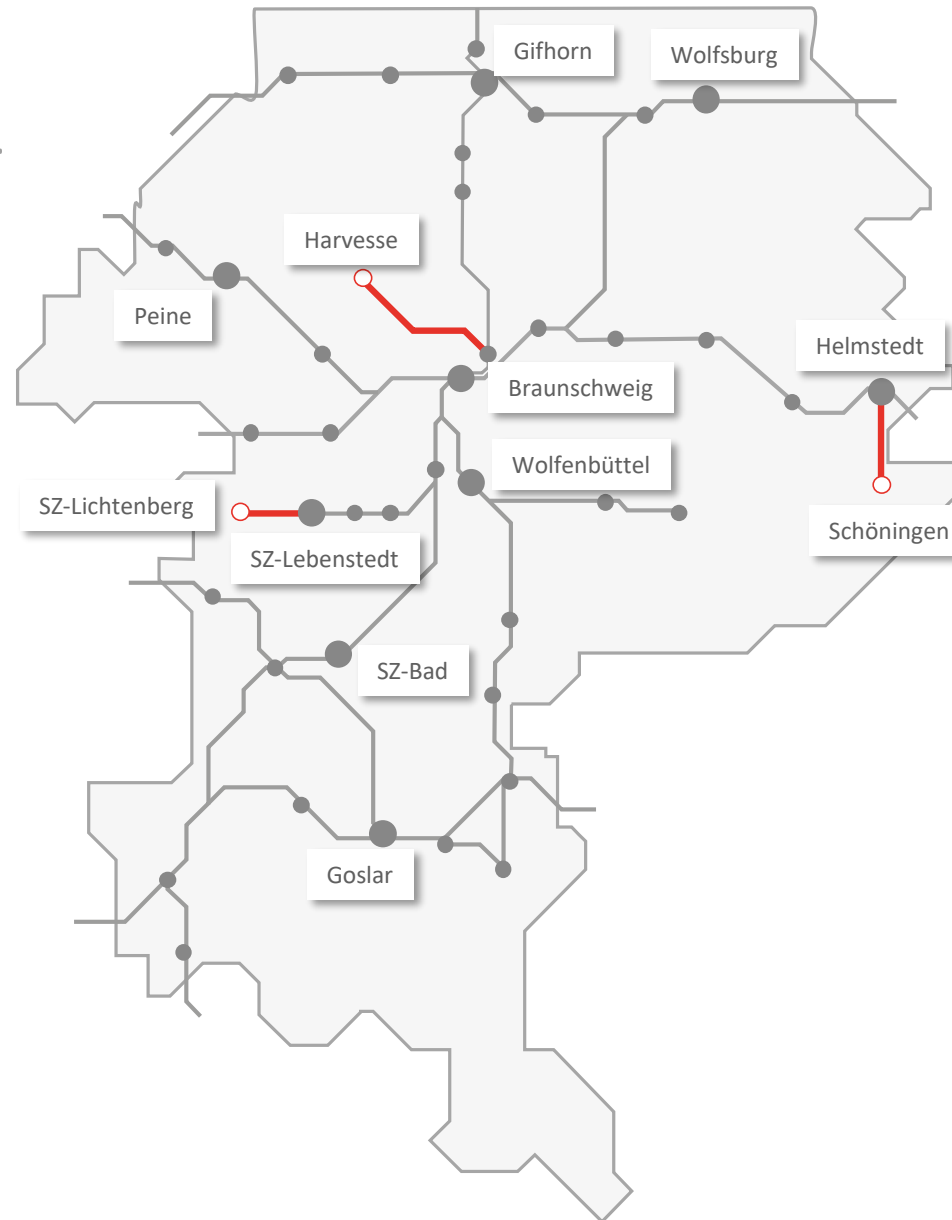 Gifhorn
Wolfsburg
Harvesse
Peine
Helmstedt
Braunschweig
Wolfenbüttel
SZ-Lichtenberg
Schöningen
SZ-Lebenstedt
SZ-Bad
Goslar